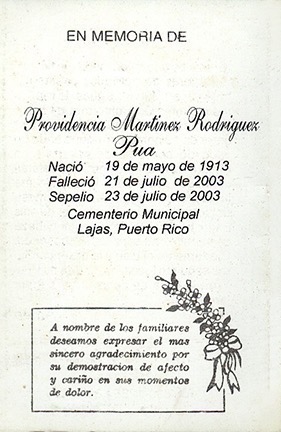 EN MEMORIA DE
Providencia Martinez Rodriguez
Pua
Nació 19 de mayo de 1913
Falleció 21 de julio de 2003
Sepelio 23 de julio de 2003
Cementerio Municipal
Lajas, Puerto Rico
A nombre de los familiares
deseamos expresar el mas
sincero agradecimiento por
su demostracion de afecto
y cariño en sus momentos
de dolor.